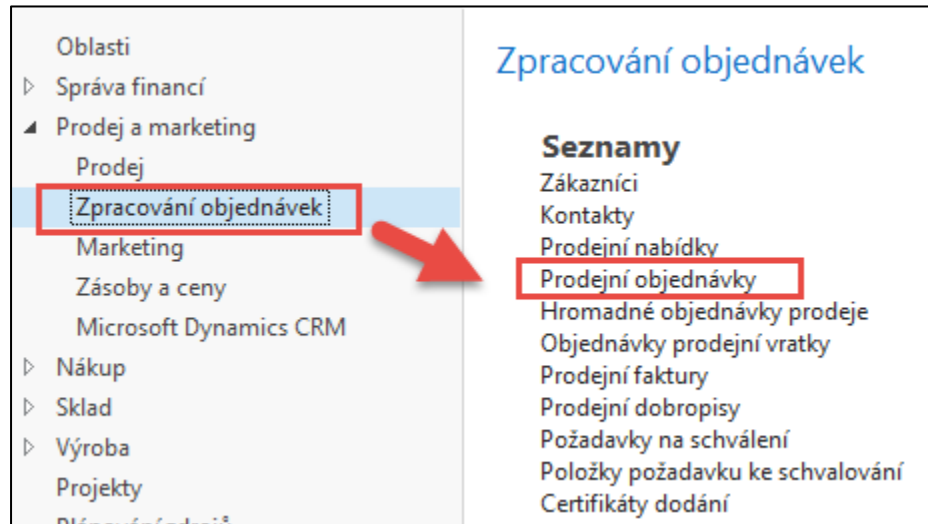 Oblasti
Správa financí
Prodej a marketing
Prodej
Zpracování objednávek
Marketing
Zásoby a ceny
Microsoft Dynamics CRM
Nákup
Sklad
Výroba
Projekty
Zpracování objednávek
Seznamy
Zákazníci
Kontakty
Prodejní nabídky
Prodejní objednávky
Hromadné objednávky prodeje
Objednávky prodejní vratky
Prodejní faktury
Prodejní dobropisy
Požadavky na schválení
Položky požadavku ke schvalování
Certifikáty dodání